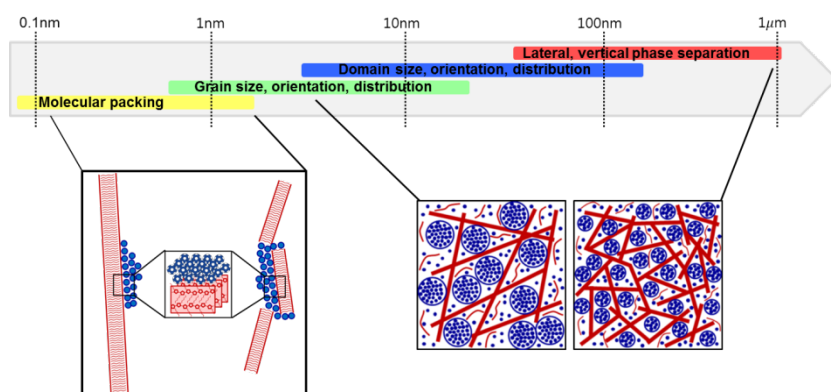 0.1nm 1nm 10nm 100nm 1μm
Lateral, vertical phase separation
Domain size, orientation, distribution
Grain size, orientation, distribution
Molecular packing